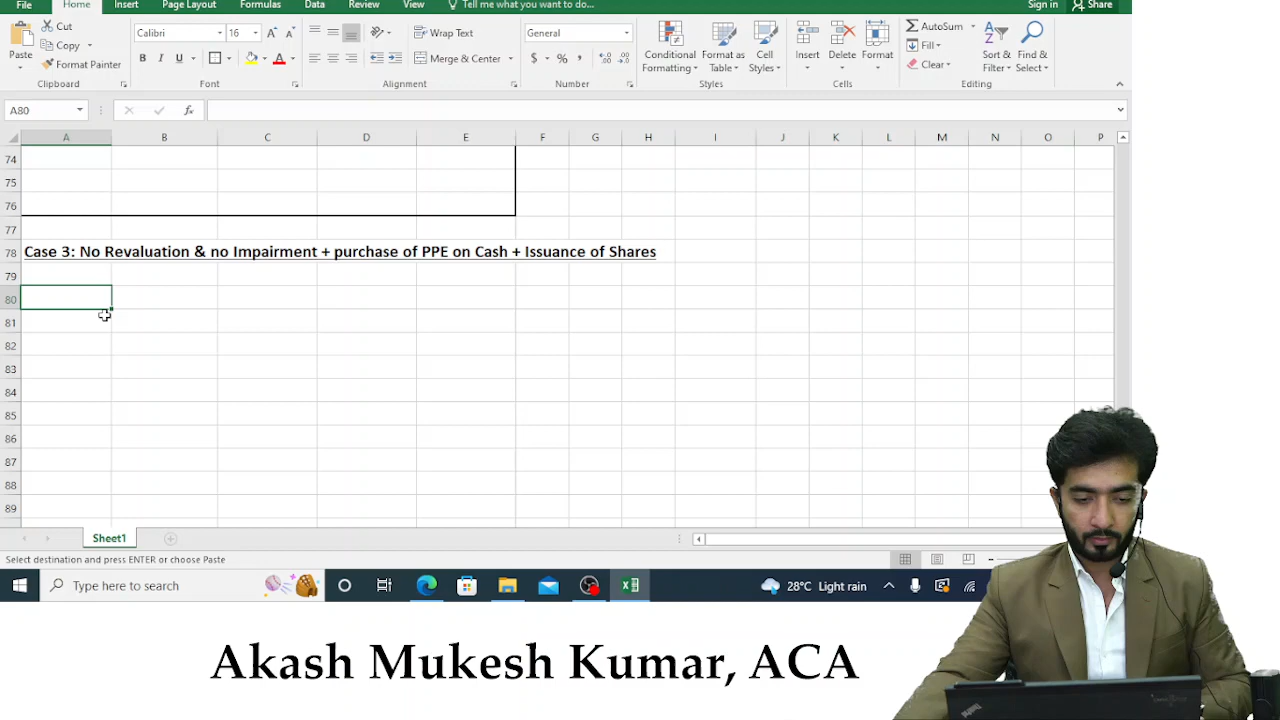 File Home Insert Page Layout Formulas Data Review View Tell me what you want to do... Sign in Share
Paste Cut Copy Format Painter Clipboard
Calibri 16 B I U A A A Font
Wrap Text Merge & Center Alignment
General $ % , .0 .00 .00 .0 Number
Conditional Formatting Format as Table Cell Styles Styles
Insert Delete Format Cells
AutoSum Fill Clear Sort & Filter Find & Select Editing
A80 fx
A B C D E F G H I J K L M N O P
74
75
76
77
78 Case 3: No Revaluation & no Impairment + purchase of PPE on Cash + Issuance of Shares
79
80
81
82
83
84
85
86
87
88
89
Sheet1
Select destination and press ENTER or choose Paste
Type here to search 28°C Light rain
Akash Mukesh Kumar, ACA